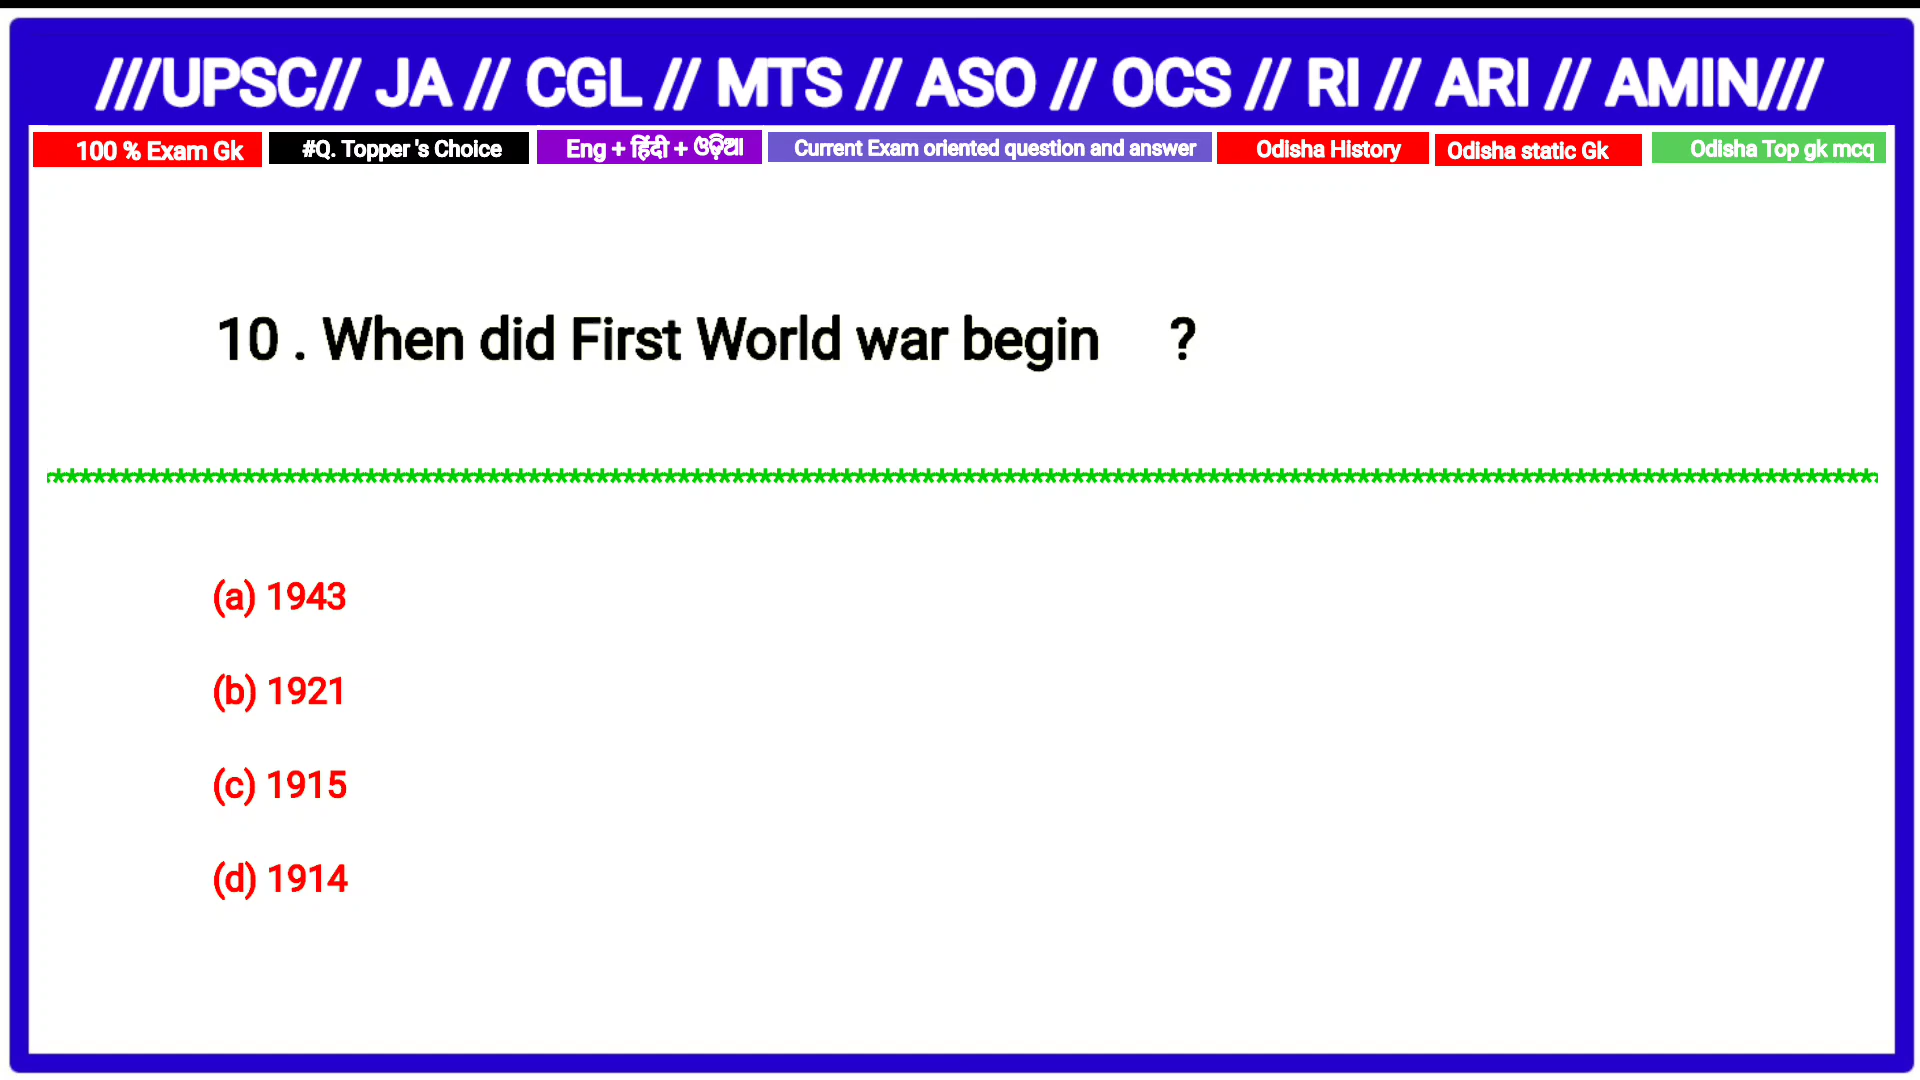 ///UPSC// JA // CGL // MTS // ASO // OCS // RI // ARI // AMIN///
100 % Exam Gk #Q. Topper 's Choice Eng + हिंदी + ଓଡ଼ିଆ Current Exam oriented question and answer Odisha History Odisha static Gk Odisha Top gk mcq
10 . When did First World war begin ?
(a) 1943
(b) 1921
(c) 1915
(d) 1914